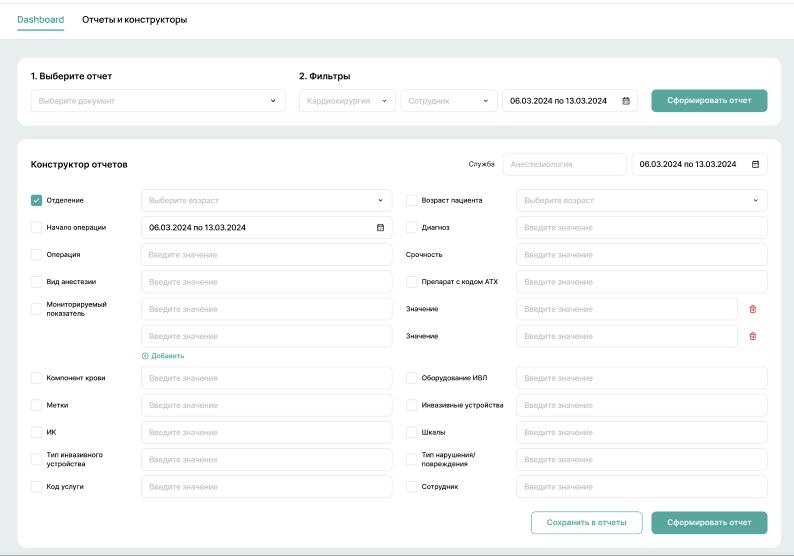 Dashboard Отчеты и конструкторы
1. Выберите отчет 2. Фильтры
Выберите документ Кардиохирургия Сотрудник 06.03.2024 по 13.03.2024 Сформировать отчет
Конструктор отчетов Служба Анестезиология 06.03.2024 по 13.03.2024
Отделение Выберите возраст Возраст пациента Выберите возраст
Начало операции 06.03.2024 по 13.03.2024 Диагноз Введите значение
Операция Введите значение Срочность Введите значение
Вид анестезии Введите значение Препарат с кодом АТХ Введите значение
Мониторируемый
показатель Введите значение Значение Введите значение
Введите значение Значение Введите значение
Добавить
Компонент крови Введите значение Оборудование ИВЛ Введите значение
Метки Введите значение Инвазивные устройства Введите значение
ИК Введите значение Шкалы Введите значение
Тип инвазивного
устройства Введите значение Тип нарушения/
повреждения Введите значение
Код услуги Введите значение Сотрудник Введите значение
Сохранить в отчеты Сформировать отчет